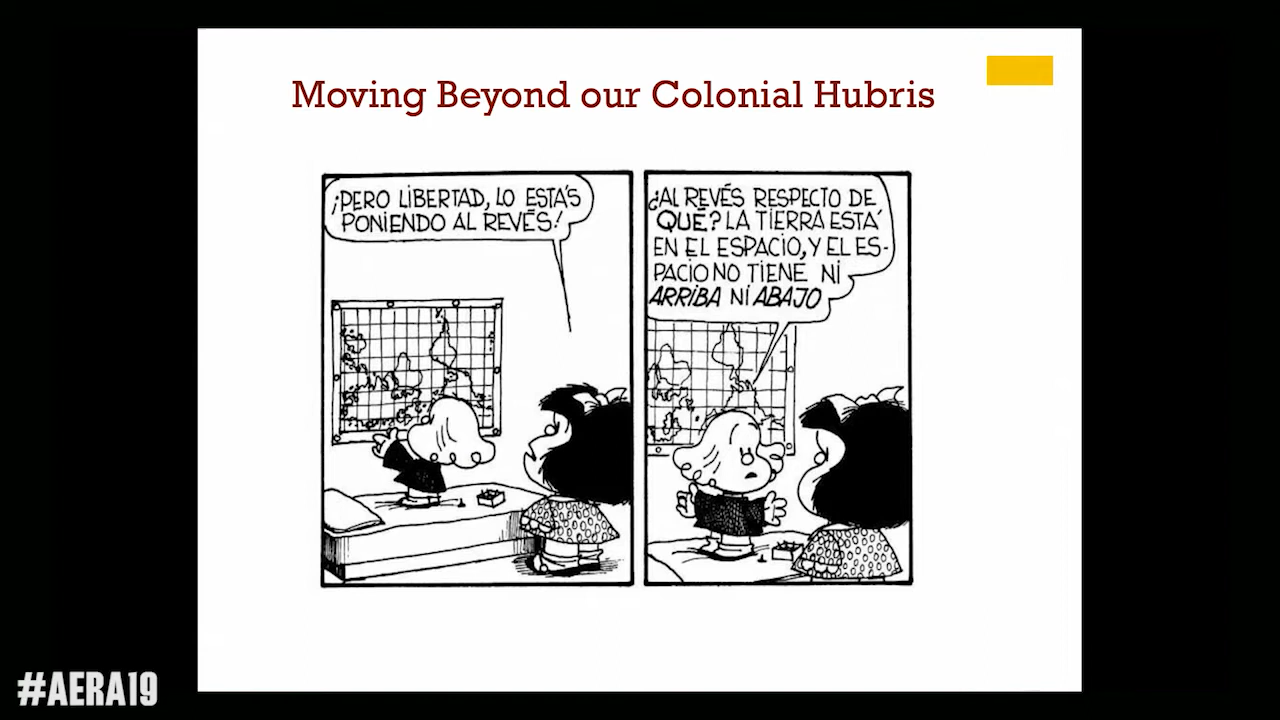 Moving Beyond our Colonial Hubris
¡PERO LIBERTAD, LO ESTÁS
PONIENDO AL REVÉS!
¿AL REVÉS RESPECTO DE
QUÉ? LA TIERRA ESTÁ
EN EL ESPACIO, Y EL ES-
PACIO NO TIENE NI
ARRIBA NI ABAJO
#AERA19